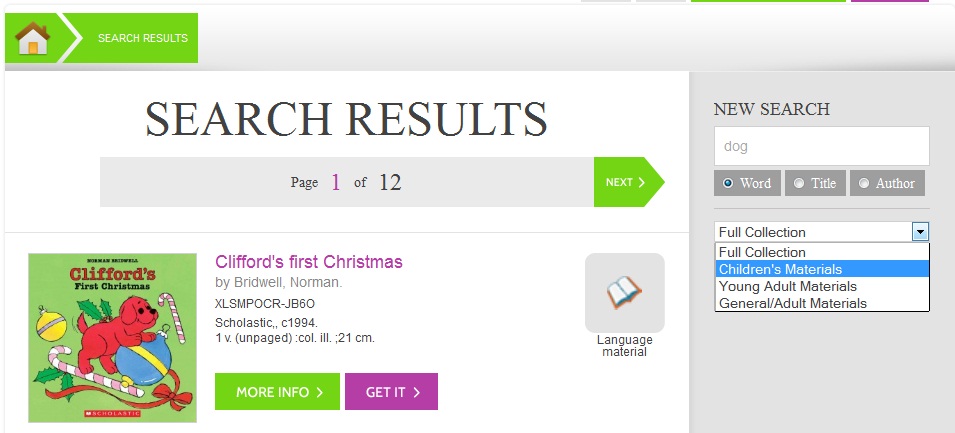 SEARCH RESULTS
SEARCH RESULTS
Page 1 of 12
NEXT >
NORMAN BRIDWELL
Clifford's
First Christmas
SCHOLASTIC
Clifford's first Christmas
by Bridwell, Norman.
XLSMPOCR-JB6O
Scholastic,, c1994.
1 v. (unpaged) :col. ill. ;21 cm.
MORE INFO >
GET IT >
Language
material
NEW SEARCH
dog
Word Title Author
Full Collection
Full Collection
Children's Materials
Young Adult Materials
General/Adult Materials